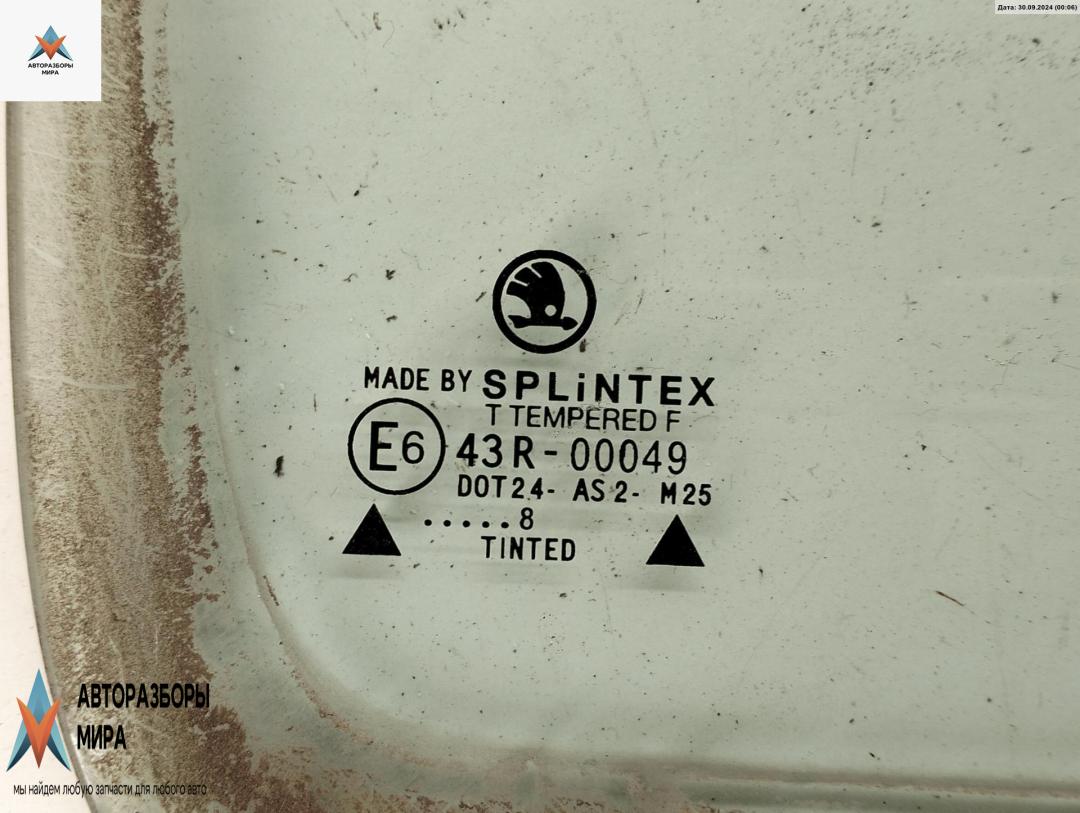 Дата: 30.09.2024 (00:06)
АВТОРАЗБОРЫ
МИРА
MADE BY SPLiNTEX
T TEMPERED F
E6 43R-00049
DOT24- AS2- M25
.....8
TINTED
АВТОРАЗБОРЫ
МИРА
мы найдем любую запчасти для любого авто